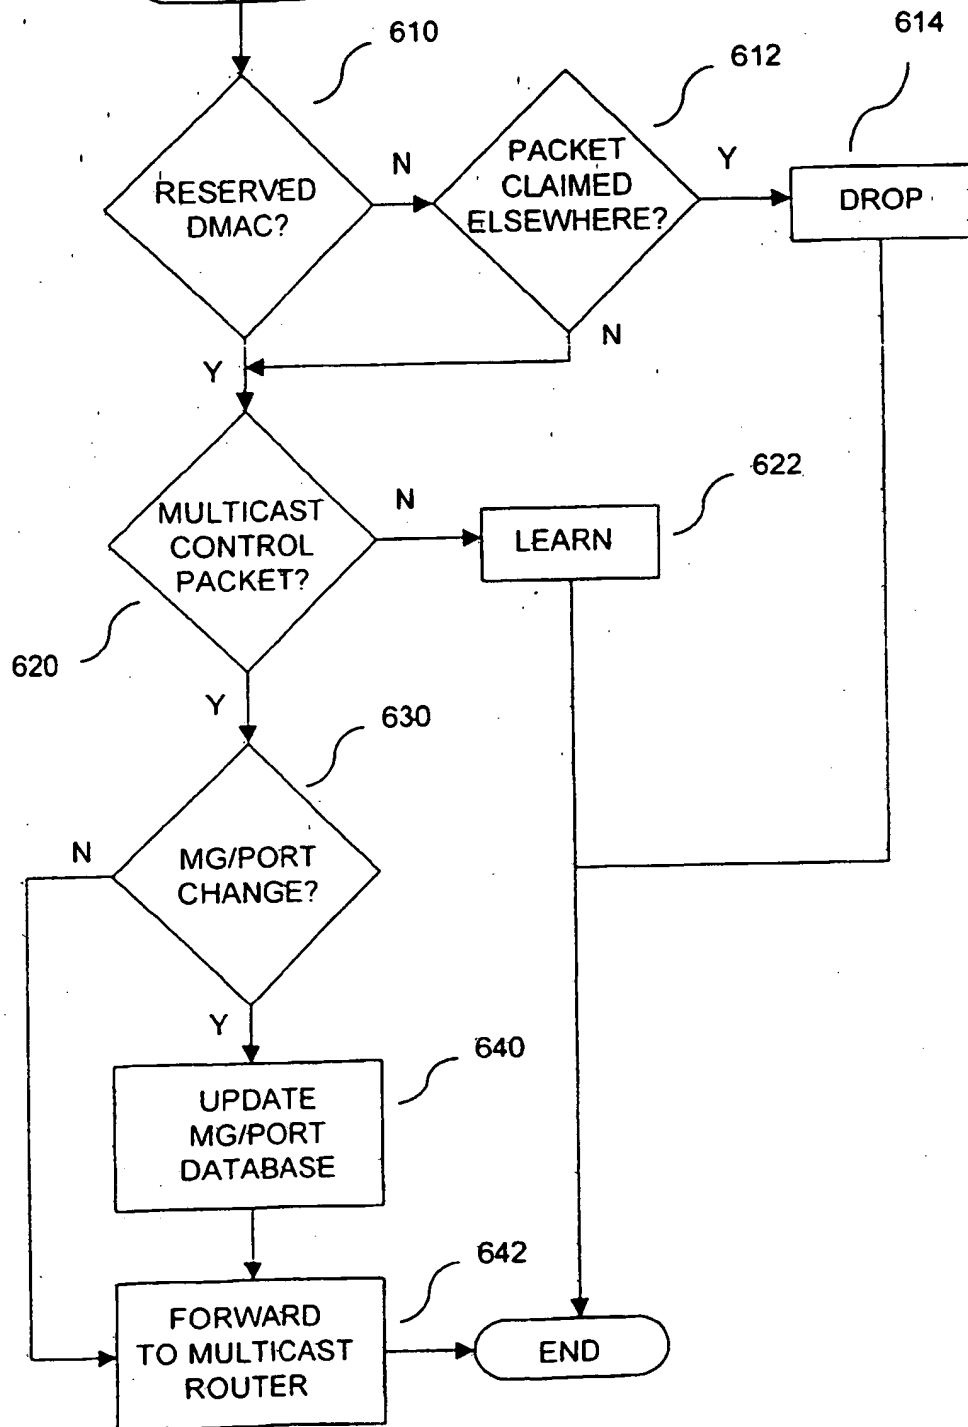 610
612
614
RESERVED
DMAC?
N
PACKET
CLAIMED
ELSEWHERE?
Y
DROP
Y
N
MULTICAST
CONTROL
PACKET?
N
LEARN
622
620
Y
630
N
MG/PORT
CHANGE?
Y
640
UPDATE
MG/PORT
DATABASE
642
FORWARD
TO MULTICAST
ROUTER
END